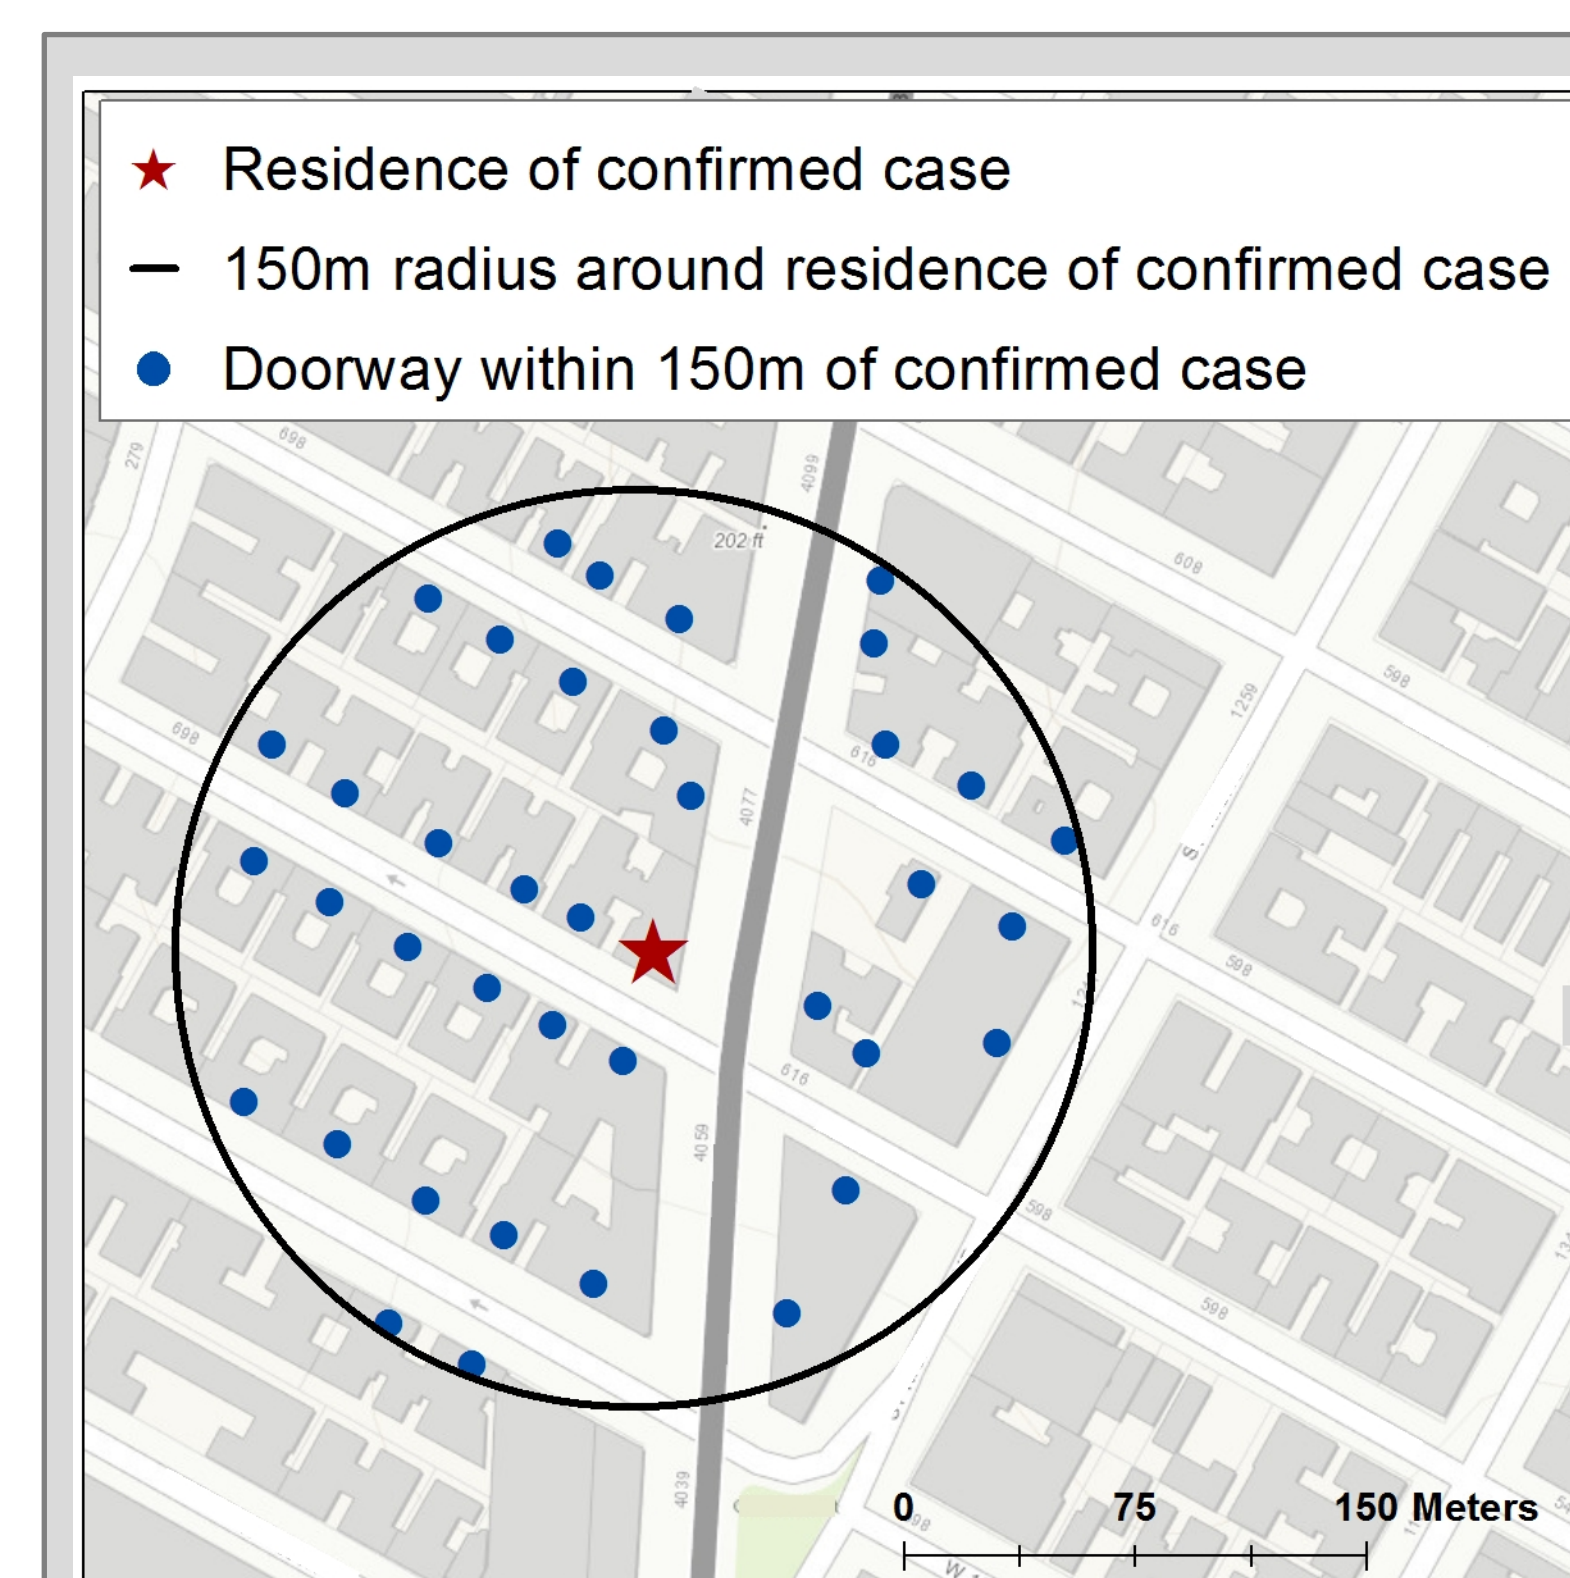 Residence of confirmed case
150m radius around residence of confirmed case
Doorway within 150m of confirmed case
279
698
4099
202 ft
608
598
1259
698
616
4077
S.
616
598
616
4059
598
598
4039
0 75 150 Meters
98
W